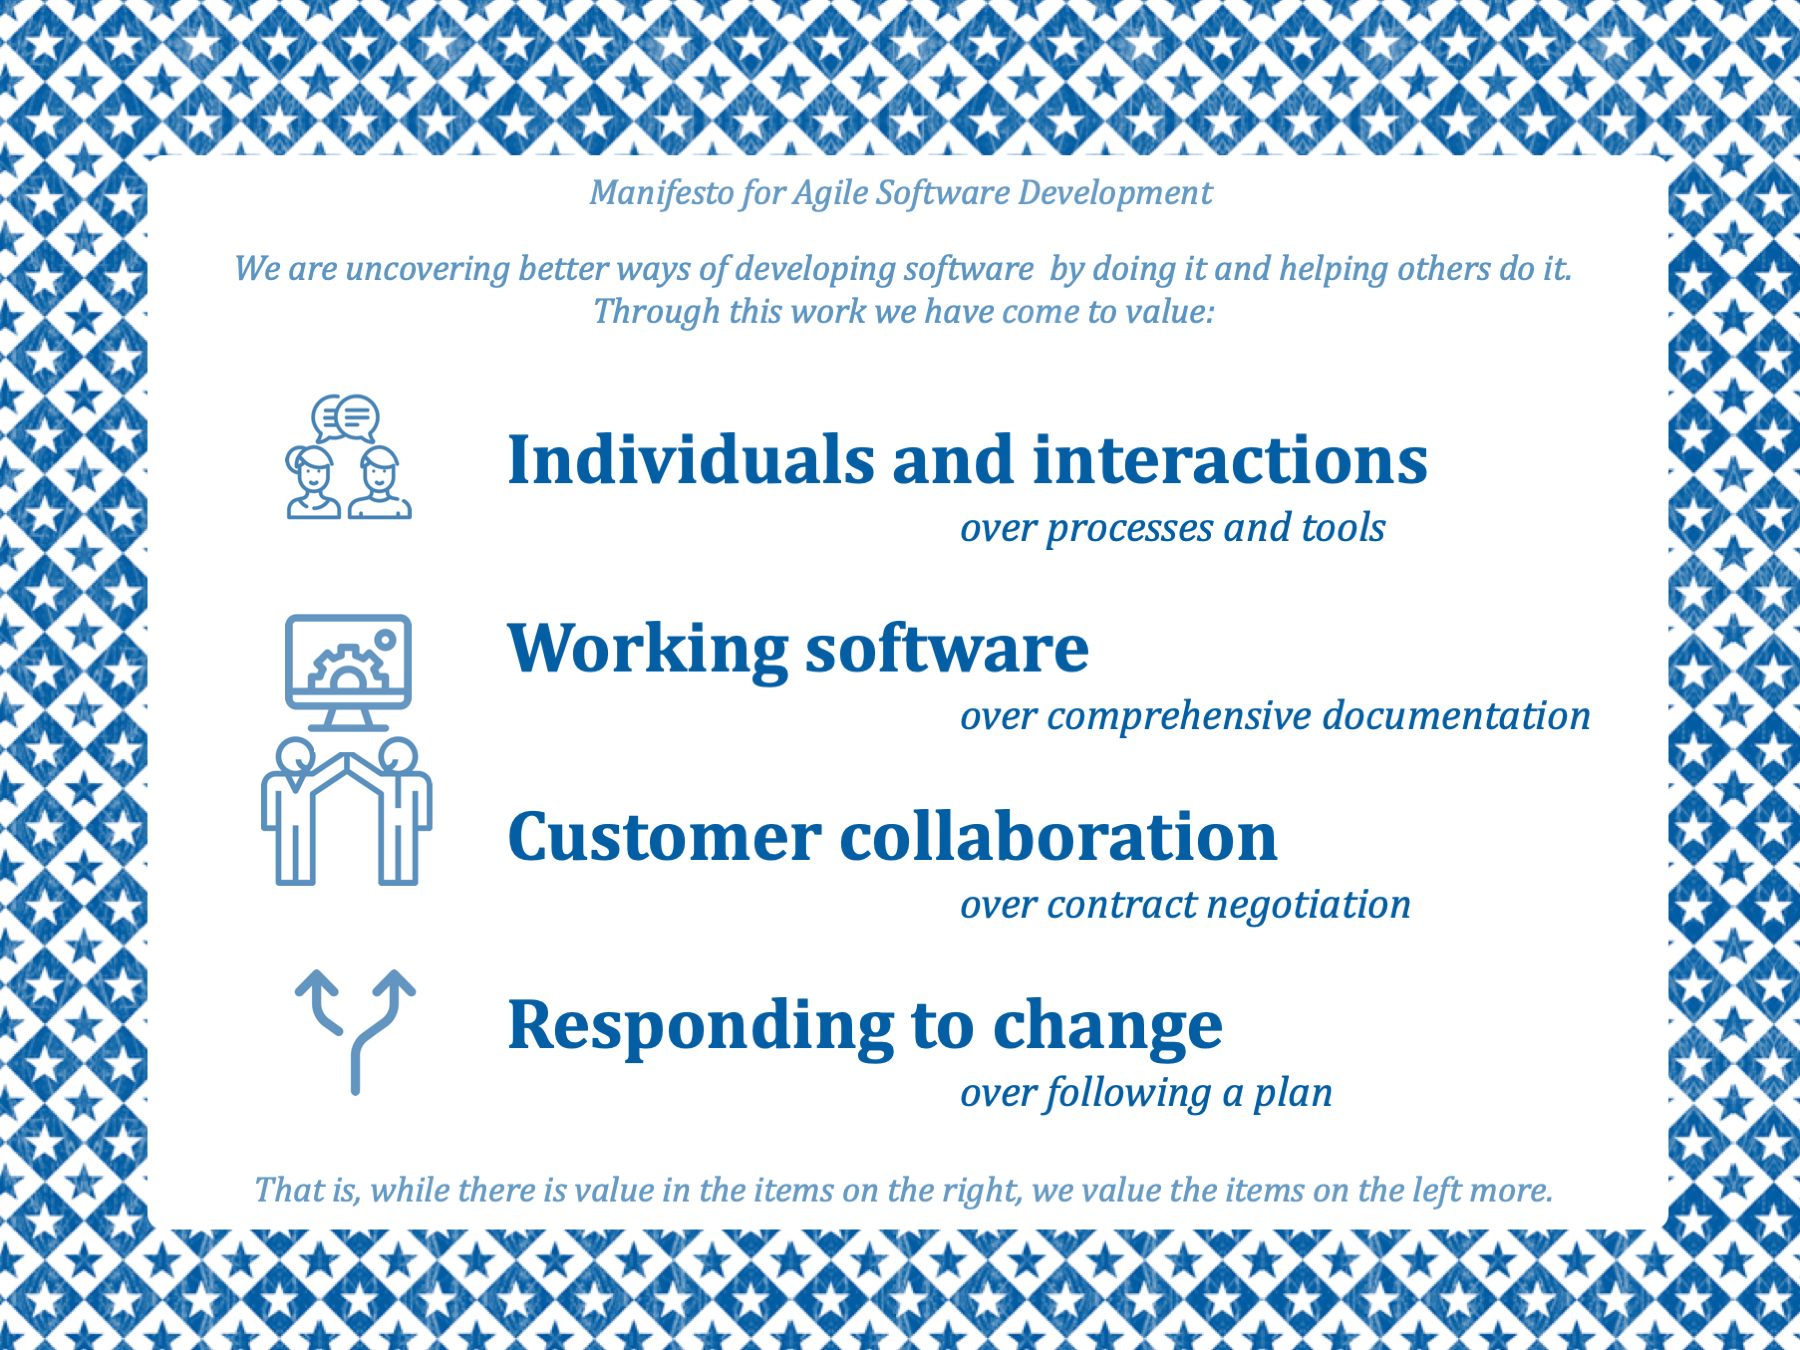 Manifesto for Agile Software Development
We are uncovering better ways of developing software by doing it and helping others do it.
Through this work we have come to value:
Individuals and interactions
over processes and tools
Working software
over comprehensive documentation
Customer collaboration
over contract negotiation
Responding to change
over following a plan
That is, while there is value in the items on the right, we value the items on the left more.